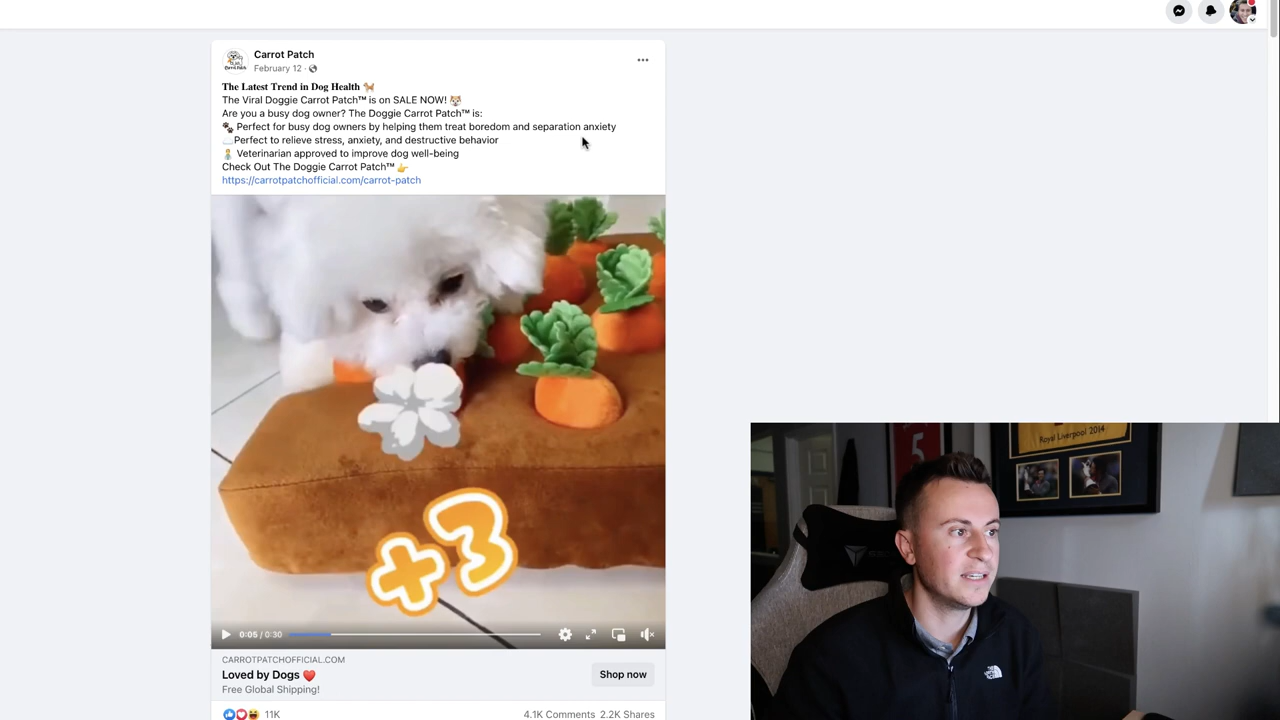 Carrot Patch
February 12 ·
The Latest Trend in Dog Health
The Viral Doggie Carrot Patch™ is on SALE NOW!
Are you a busy dog owner? The Doggie Carrot Patch™ is:
Perfect for busy dog owners by helping them treat boredom and separation anxiety
Perfect to relieve stress, anxiety, and destructive behavior
Veterinarian approved to improve dog well-being
Check Out The Doggie Carrot Patch™
https://carrotpatchofficial.com/carrot-patch
+3
0:05 / 0:30
CARROTPATCHOFFICIAL.COM
Loved by Dogs
Shop now
Free Global Shipping!
11K
4.1K Comments 2.2K Shares
5
Royal Liverpool 2014